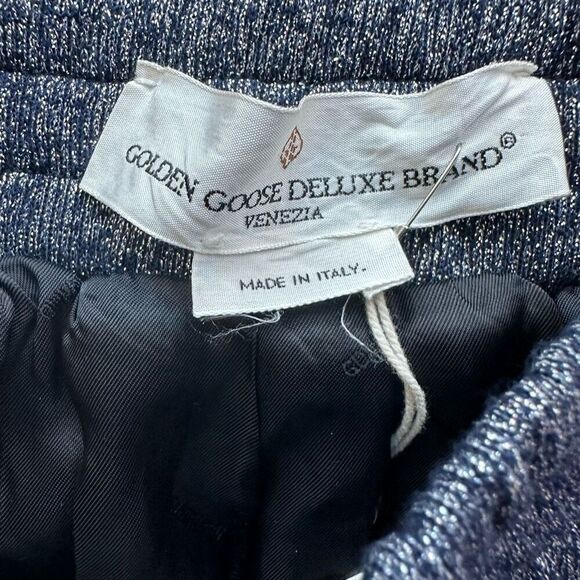 GOLDEN GOOSE DELUXE BRAND®
VENEZIA
MADE IN ITALY.